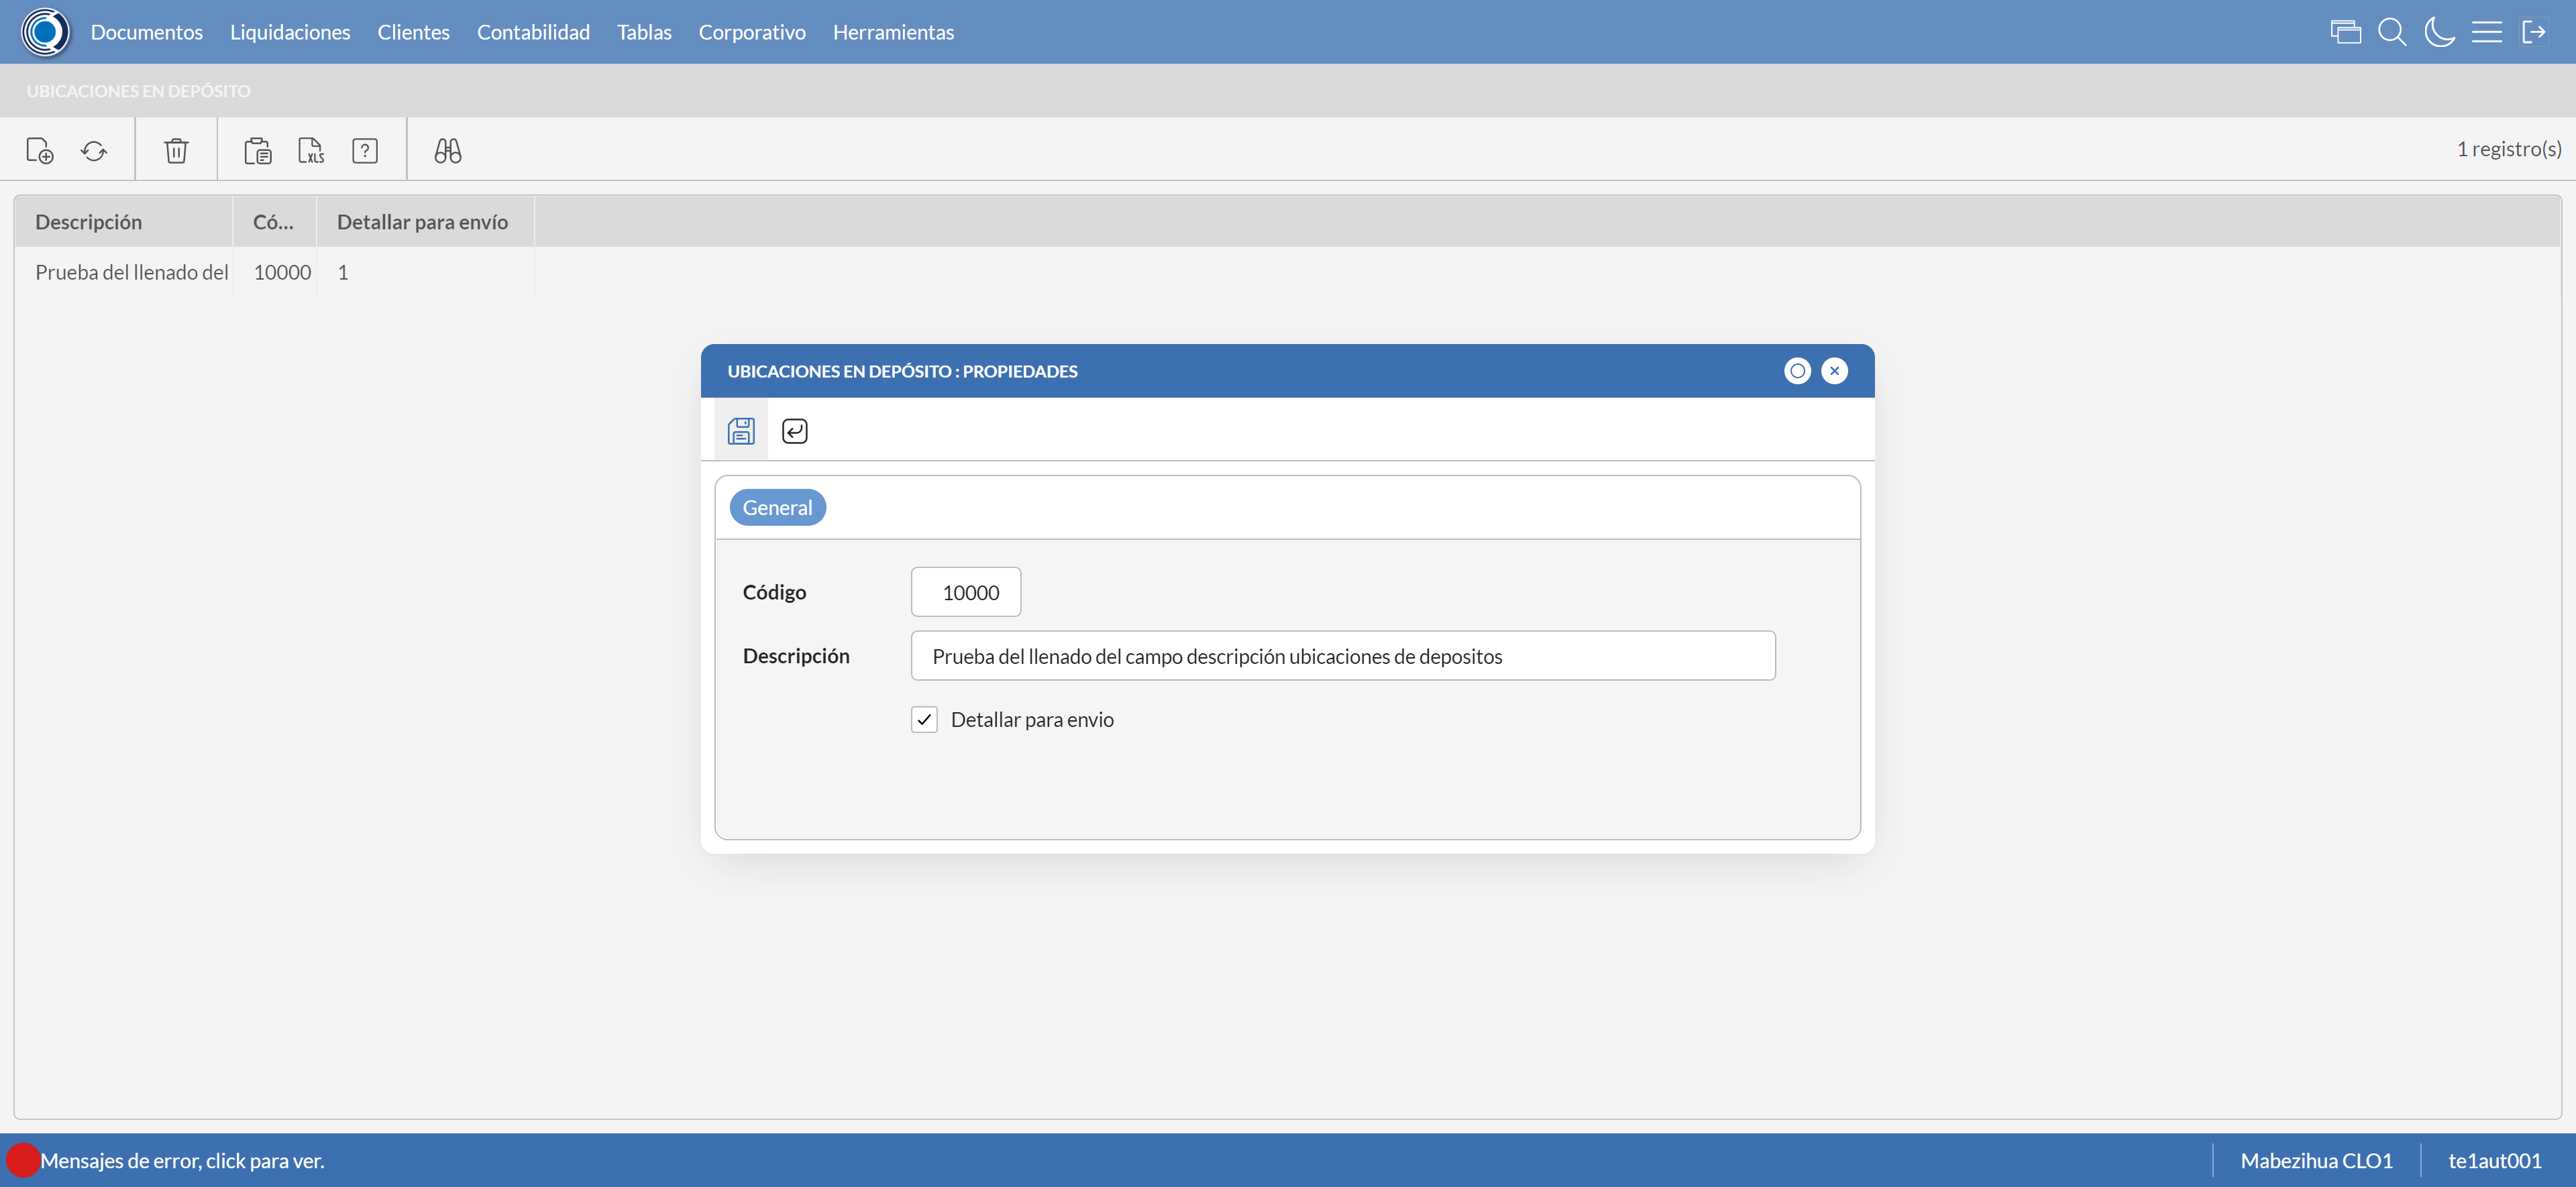 Documentos Liquidaciones Clientes Contabilidad Tablas Corporativo Herramientas
UBICACIONES EN DEPÓSITO
XLS ? 1 registro(s)
Descripción Có... Detallar para envío
Prueba del llenado del 10000 1
UBICACIONES EN DEPÓSITO : PROPIEDADES
General
Código 10000
Descripción Prueba del llenado del campo descripción ubicaciones de depositos
Detallar para envio
Mensajes de error, click para ver. Mabezihua CLO1 te1aut001